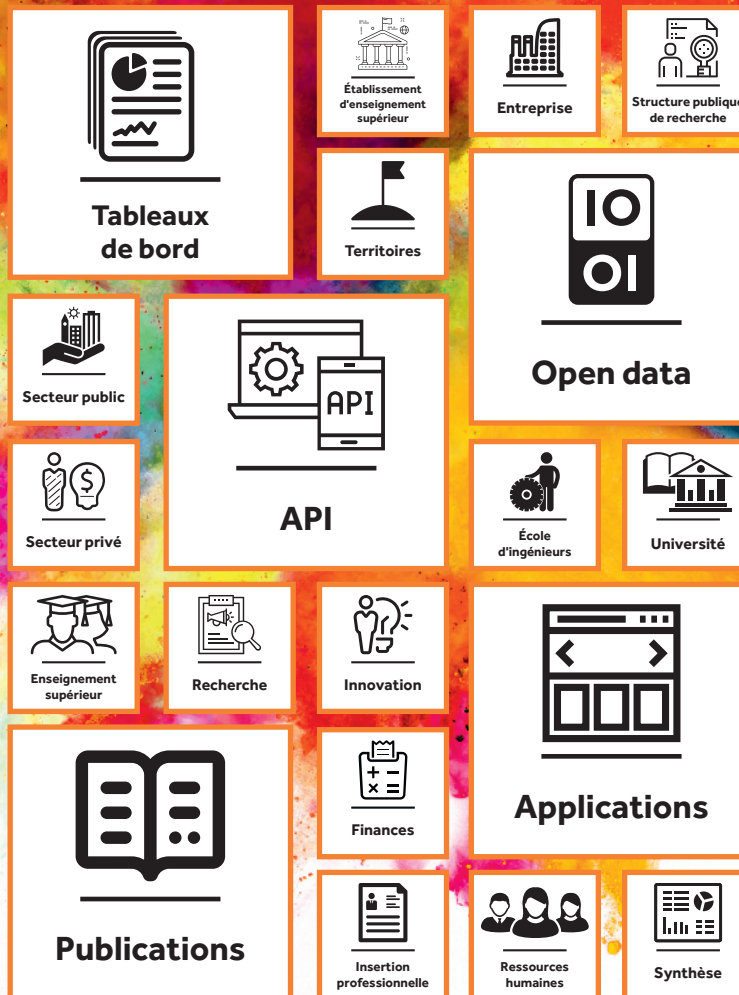 Établissement
d'enseignement
supérieur
Entreprise
Structure publique
de recherche
Tableaux
de bord
Territoires
IO
OI
Open data
Secteur public
API
API
Secteur privé
École
d'ingénieurs
Université
Enseignement
supérieur
Recherche
Innovation
Applications
Finances
Publications
Insertion
professionnelle
Ressources
humaines
Synthèse